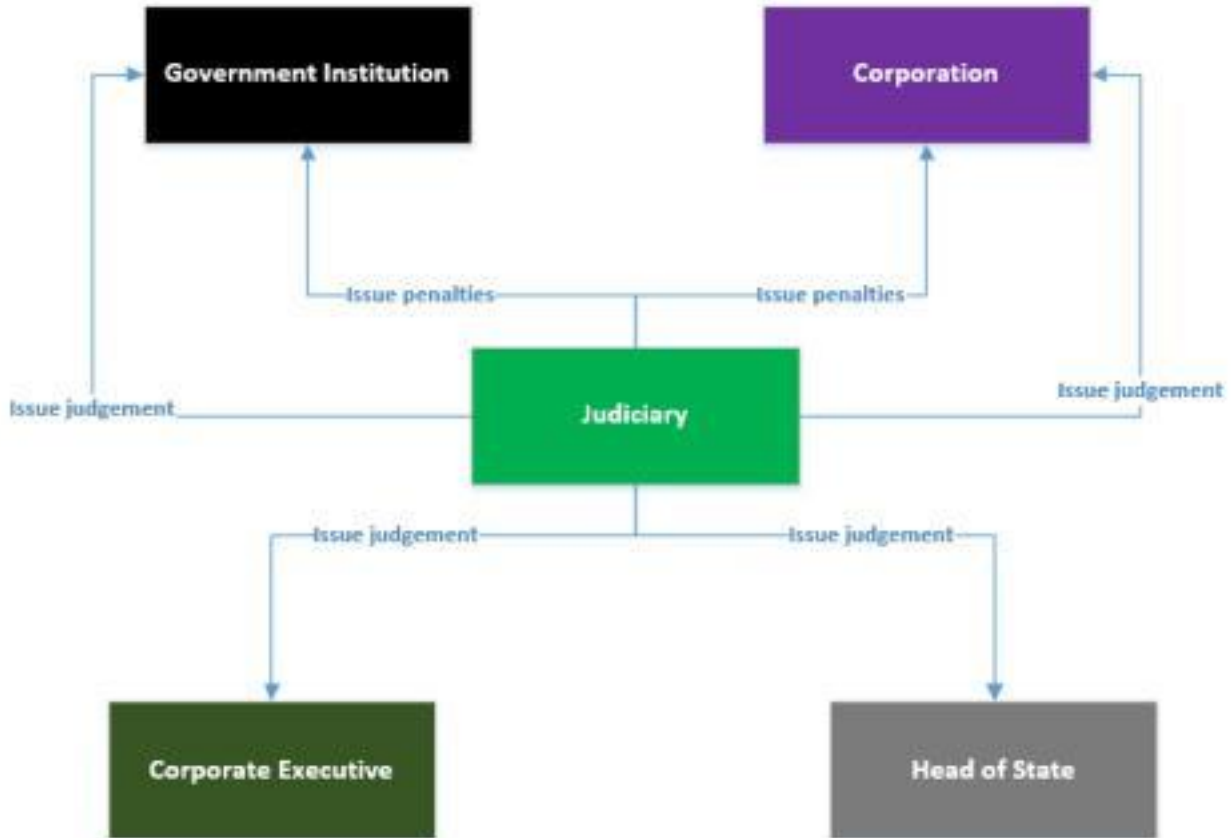 Government Institution
Corporation
Issue penalties
Issue penalties
Issue judgement
Issue judgement
Judiciary
Issue judgement
Issue judgement
Corporate Executive
Head of State